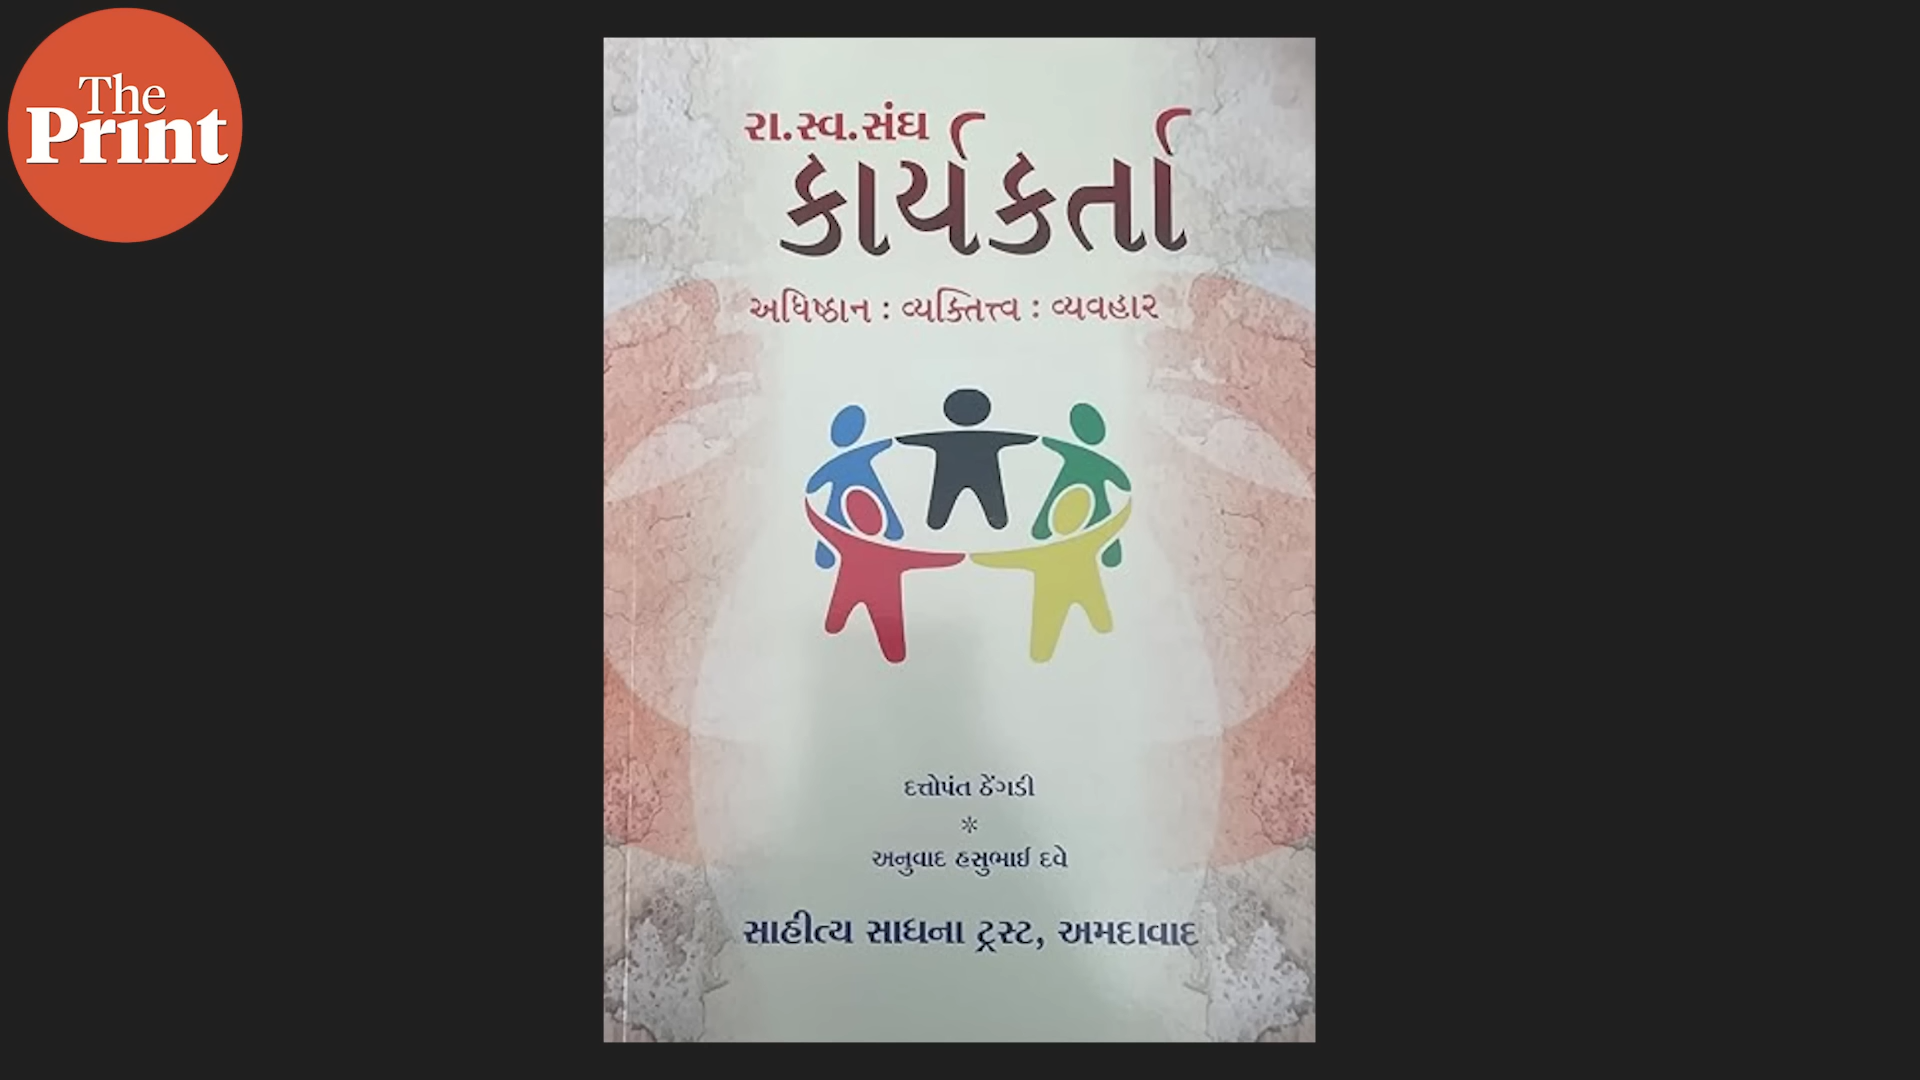 The
Print
રા.સ્વ.સંઘ
કાર્યકર્તા
અધિષ્ઠાન : વ્યક્તિત્ત્વ : વ્યવહાર
દત્તોપંત ઠેંગડી
*
અનુવાદ હસુભાઈ દવે
સાહીત્ય સાધના ટ્રસ્ટ, અમદાવાદ